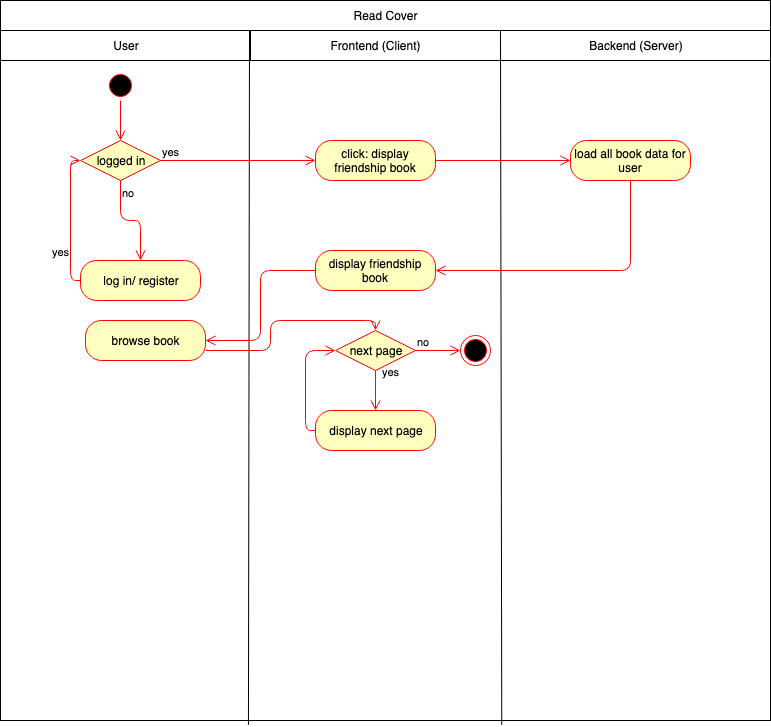 Read Cover
User
Frontend (Client)
Backend (Server)
logged in
yes
click: display
friendship book
load all book data for
user
no
yes
log in/ register
display friendship
book
browse book
next page
no
yes
display next page